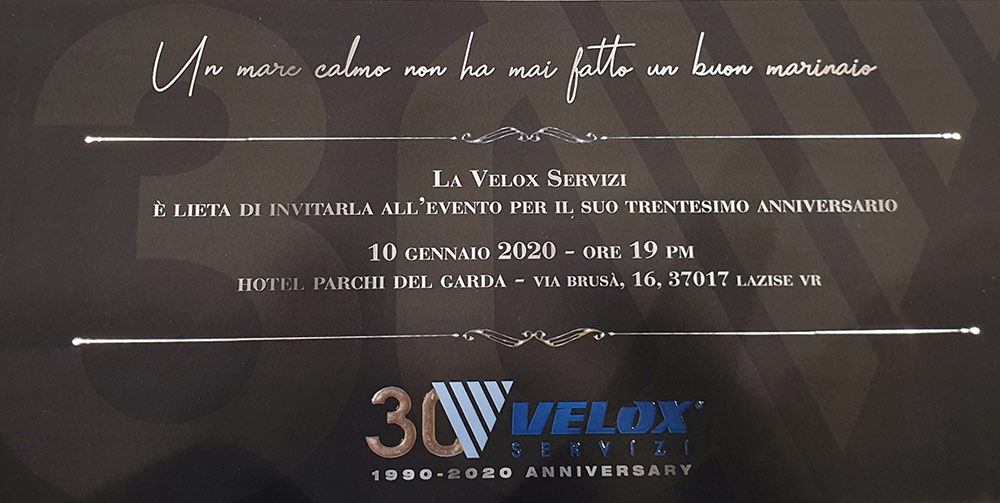 Un mare calmo non ha mai fatto un buon marinaio
La Velox Servizi
è lieta di invitarla all'evento per il suo trentesimo anniversario
10 gennaio 2020 - ore 19 pm
hotel parchi del garda - via brusà, 16, 37017 lazise vr
30 VELOX®
SERVIZI
1990-2020 ANNIVERSARY